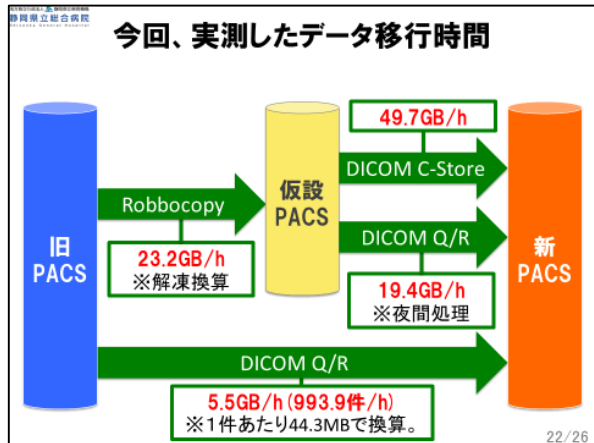 静岡県立総合病院
Shizuoka General Hospital
今回、実測したデータ移行時間
旧
PACS
Robbocopy
23.2GB/h
※解凍換算
仮設
PACS
49.7GB/h
DICOM C-Store
DICOM Q/R
19.4GB/h
※夜間処理
新
PACS
DICOM Q/R
5.5GB/h(993.9件/h)
※1件あたり44.3MBで換算。
22/26